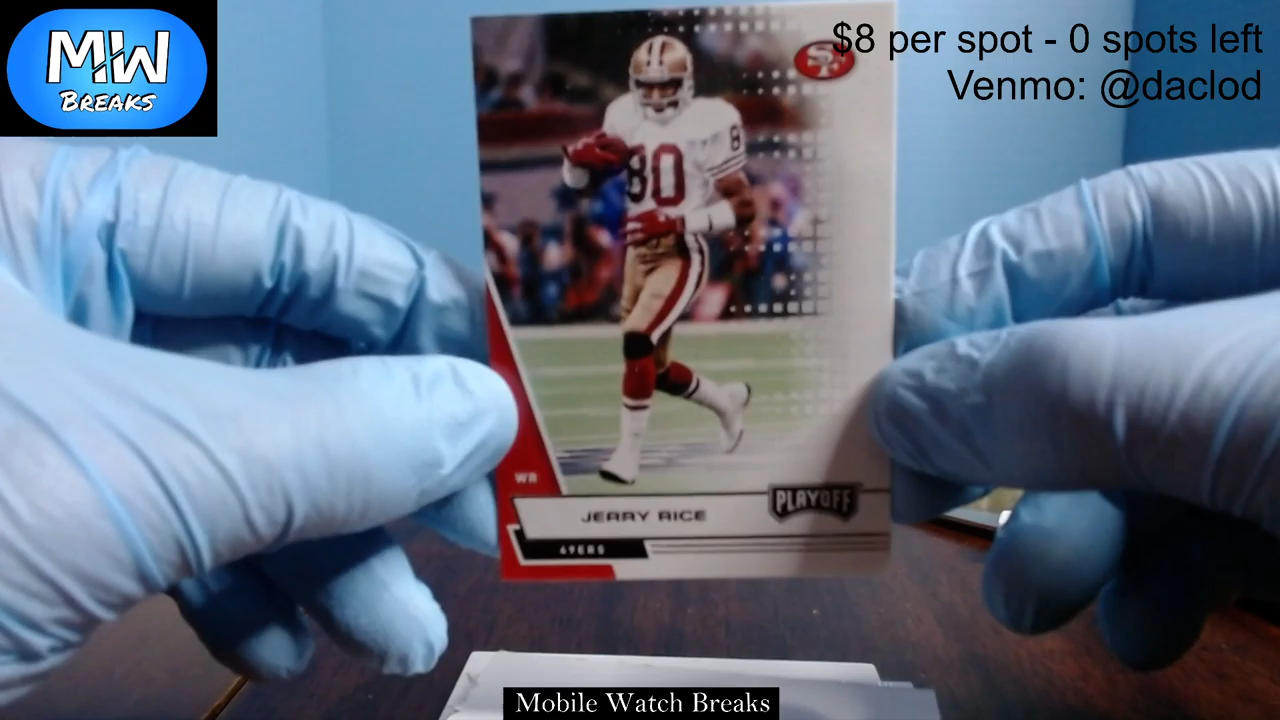 MW
BREAKS
$8 per spot - 0 spots left
Venmo: @daclod
SF
80
80
WR
PLAYOFF
JERRY RICE
49ERS
Mobile Watch Breaks